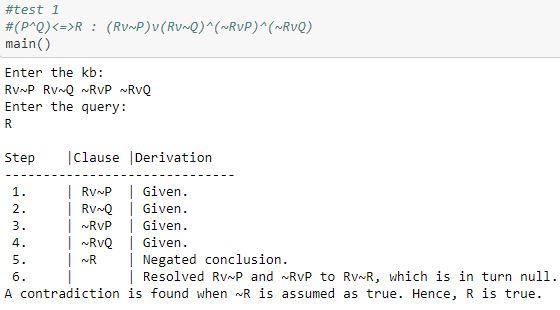 #test 1
#(P^Q)<=>R : (Rv~P)v(Rv~Q)^(~RvP)^(~RvQ)
main()
Enter the kb:
Rv~P Rv~Q ~RvP ~RvQ
Enter the query:
R
Step |Clause |Derivation
------------------------------
1. | Rv~P | Given.
2. | Rv~Q | Given.
3. | ~RvP | Given.
4. | ~RvQ | Given.
5. | ~R | Negated conclusion.
6. | | Resolved Rv~P and ~RvP to Rv~R, which is in turn null.
A contradiction is found when ~R is assumed as true. Hence, R is true.